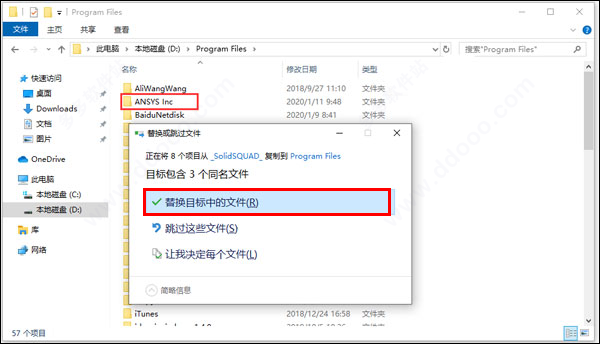 Program Files
文件 主页 共享 查看
此电脑 > 本地磁盘 (D:) > Program Files >
搜索"Program Files"
名称 修改日期 类型
快速访问
桌面
Downloads
文档
图片
OneDrive
此电脑
本地磁盘 (C:)
本地磁盘 (D:)
库
网络
AliWangWang 2018/9/27 11:10 文件夹
ANSYS Inc 2020/1/11 9:48 文件夹
BaiduNetdisk 2020/1/9 8:41 文件夹
替换或跳过文件
正在将 8 个项目从 _SolidSQUAD_ 复制到 Program Files
目标包含 3 个同名文件
替换目标中的文件(R)
跳过这些文件(S)
让我决定每个文件(L)
简略信息
iTunes 2018/12/24 16:58 文件夹
57 个项目